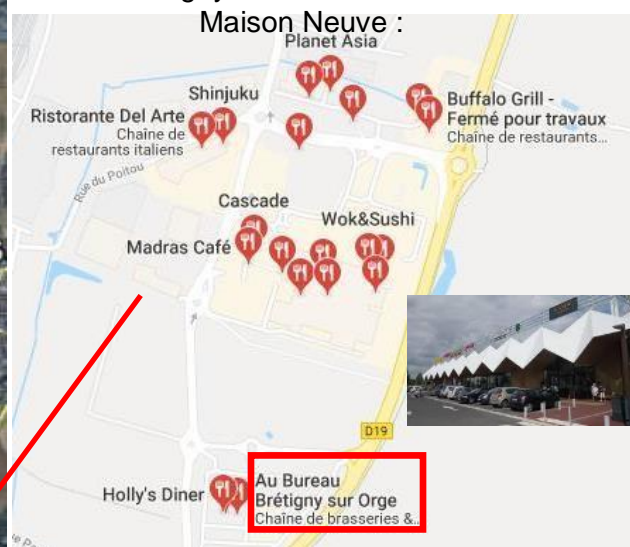 Maison Neuve :
Planet Asia
Shinjuku
Ristorante Del Arte
Chaîne de
restaurants italiens
Buffalo Grill -
Fermé pour travaux
Chaîne de restaurants...
Rue du Poitou
Cascade
Wok&Sushi
Madras Café
D19
Holly's Diner
Au Bureau
Brétigny sur Orge
Chaîne de brasseries &...